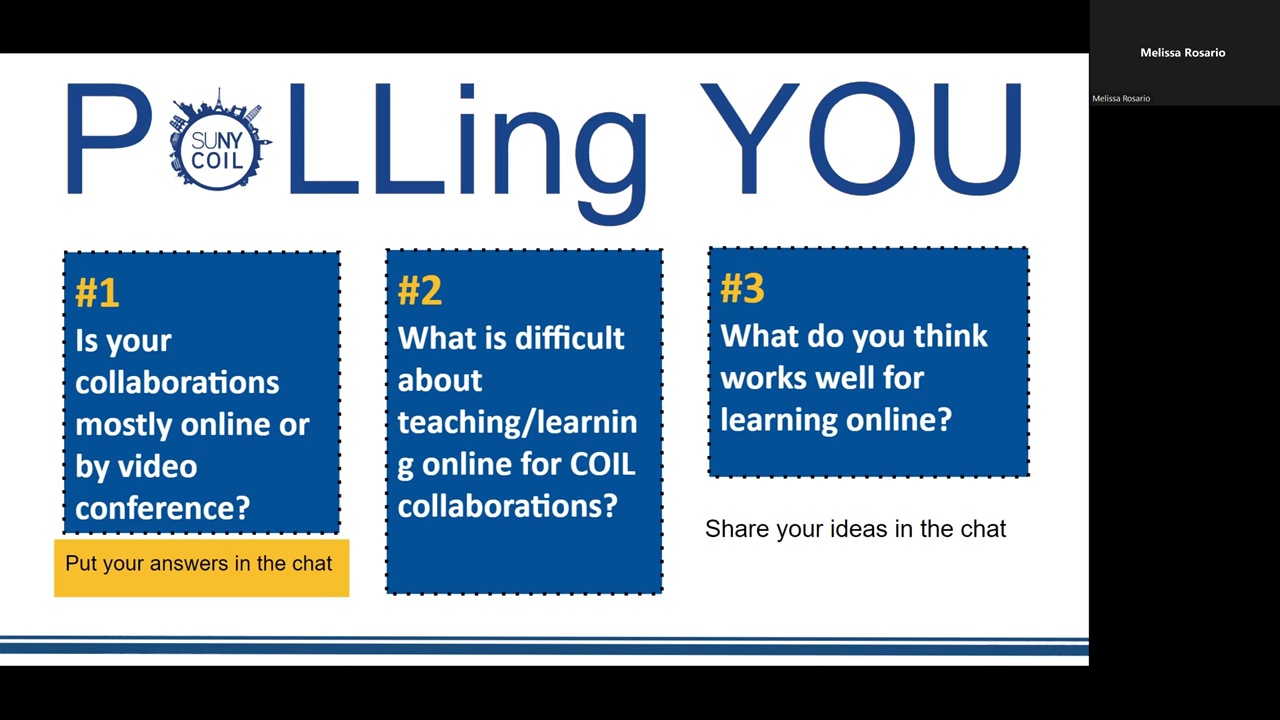 P LLing YOU
SUNY
COIL
#1
Is your
collaborations
mostly online or
by video
conference?
Put your answers in the chat
#2
What is difficult
about
teaching/learnin
g online for COIL
collaborations?
#3
What do you think
works well for
learning online?
Share your ideas in the chat
Melissa Rosario
Melissa Rosario